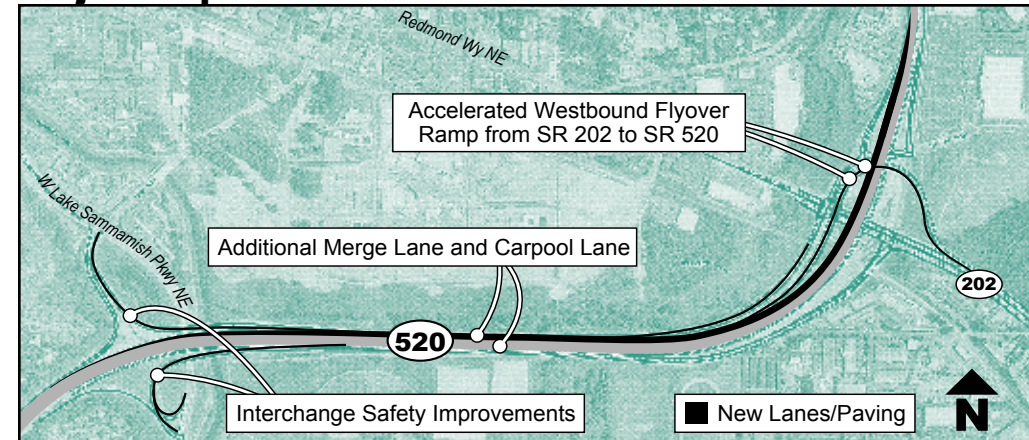 Redmond Wy NE
Accelerated Westbound Flyover
Ramp from SR 202 to SR 520
W Lake Sammamish Pkwy NE
Additional Merge Lane and Carpool Lane
202
520
Interchange Safety Improvements
New Lanes/Paving
N